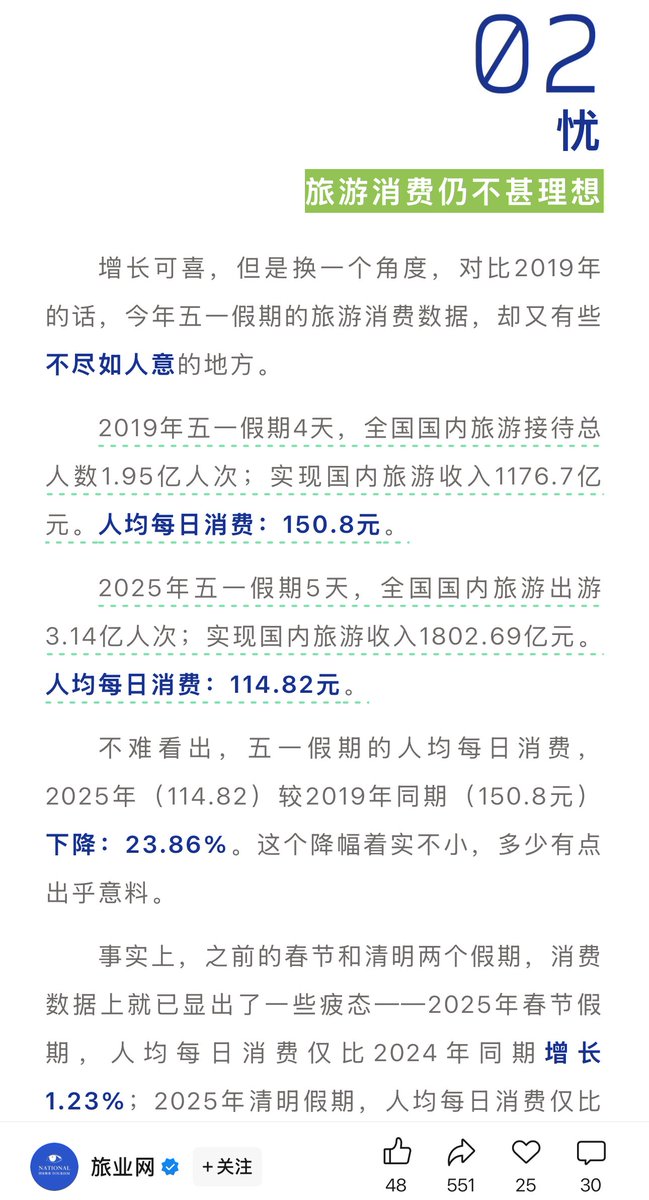 02
忧
旅游消费仍不甚理想
增长可喜，但是换一个角度，对比2019年
的话，今年五一假期的旅游消费数据，却又有些
不尽如人意的地方。
2019年五一假期4天，全国国内旅游接待总
人数1.95亿人次；实现国内旅游收入1176.7亿
元。人均每日消费：150.8元。
2025年五一假期5天，全国国内旅游出游
3.14亿人次；实现国内旅游收入1802.69亿元。
人均每日消费：114.82元。
不难看出，五一假期的人均每日消费，
2025年（114.82）较2019年同期（150.8元）
下降：23.86%。这个降幅着实不小，多少有点
出乎意料。
事实上，之前的春节和清明两个假期，消费
数据上就已显出了一些疲态——2025年春节假
期，人均每日消费仅比2024年同期增长
1.23%；2025年清明假期，人均每日消费仅比
NATIONAL
旅业网
+关注
48
551
25
30